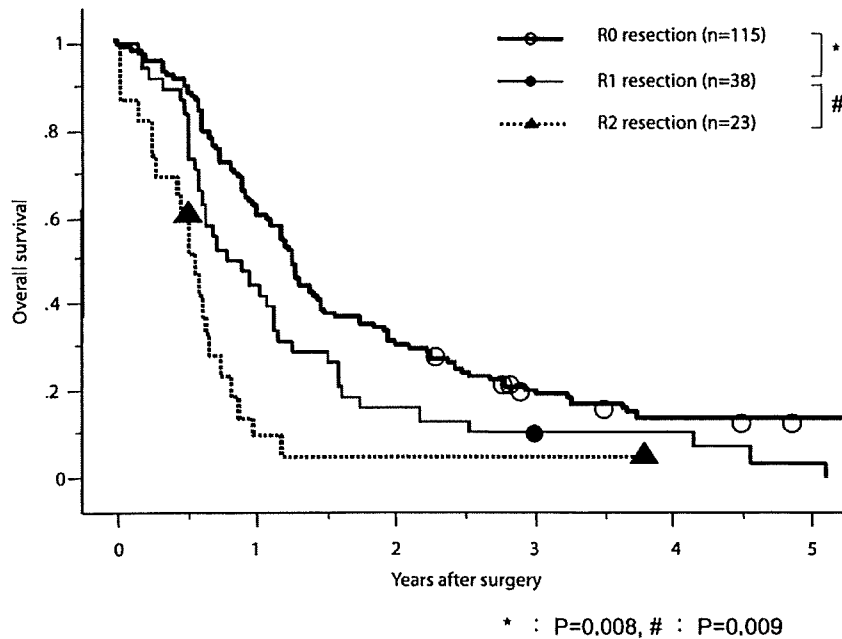 R0 resection (n=115)
*
R1 resection (n=38)
#
R2 resection (n=23)
1
.8
.6
.4
.2
0
Overall survival
0 1 2 3 4 5
Years after surgery
* : P=0.008, # : P=0.009